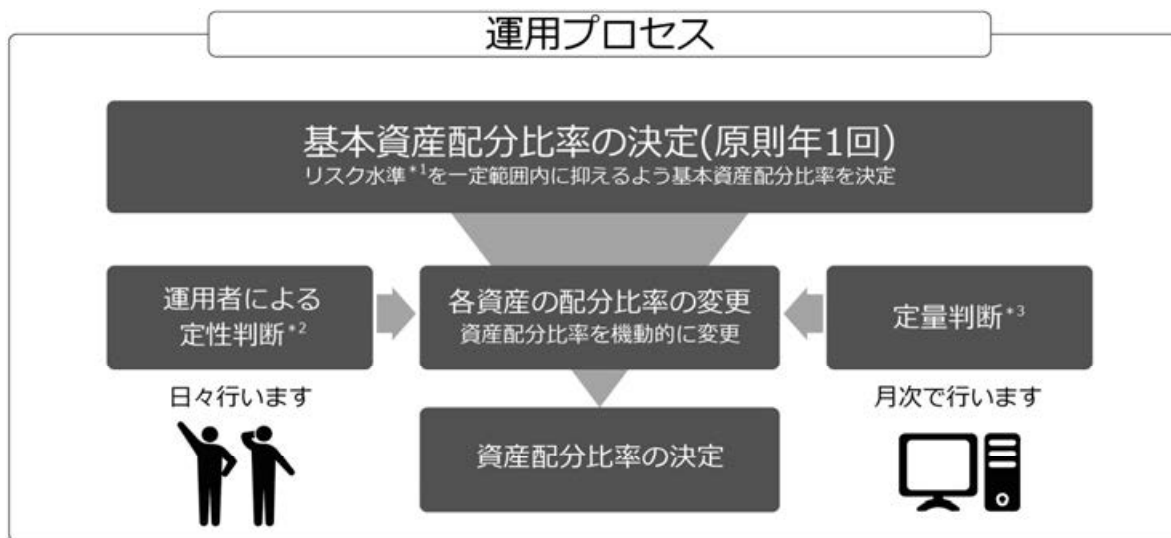 運用プロセス
基本資産配分比率の決定(原則年1回)
リスク水準*1を一定範囲内に抑えるよう基本資産配分比率を決定
運用者による
定性判断*2
各資産の配分比率の変更
資産配分比率を機動的に変更
定量判断*3
日々行います
月次で行います
資産配分比率の決定